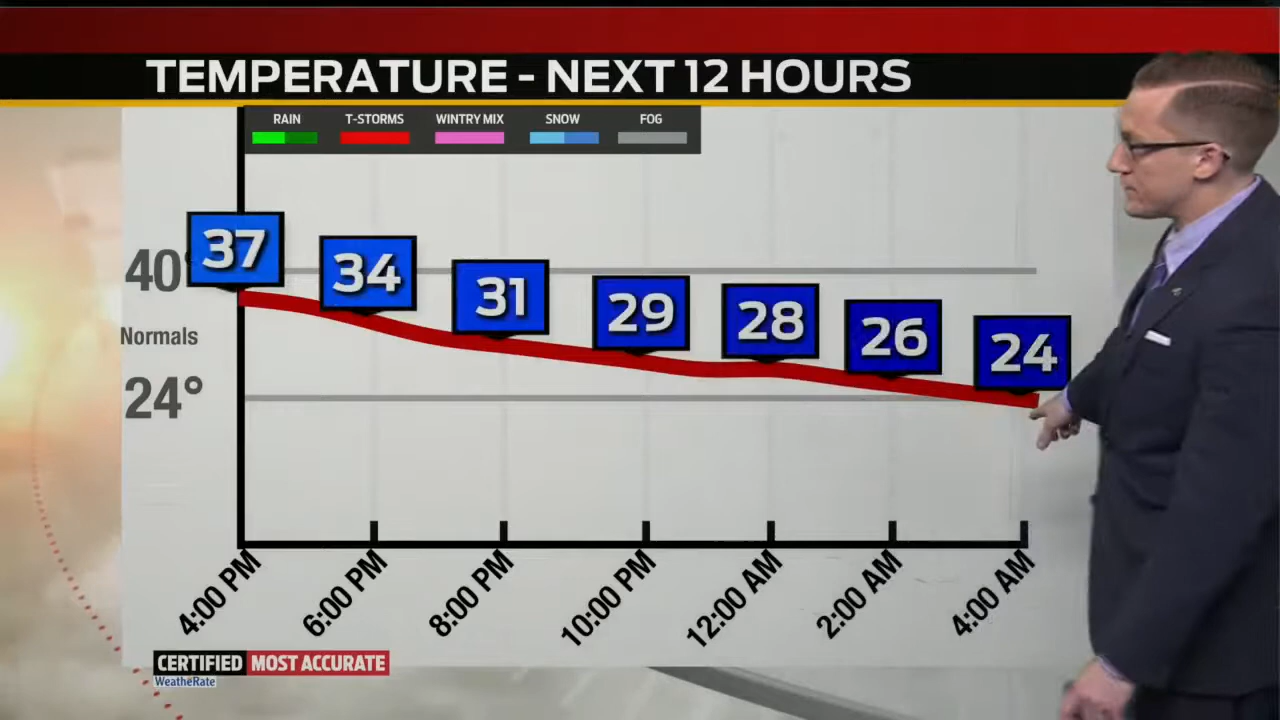 TEMPERATURE - NEXT 12 HOURS
RAIN T-STORMS WINTRY MIX SNOW FOG
37
40°
34
31
29
28
26
24
Normals
24°
4:00 PM 6:00 PM 8:00 PM 10:00 PM 12:00 AM 2:00 AM 4:00 AM
CERTIFIED MOST ACCURATE
WeatheRate